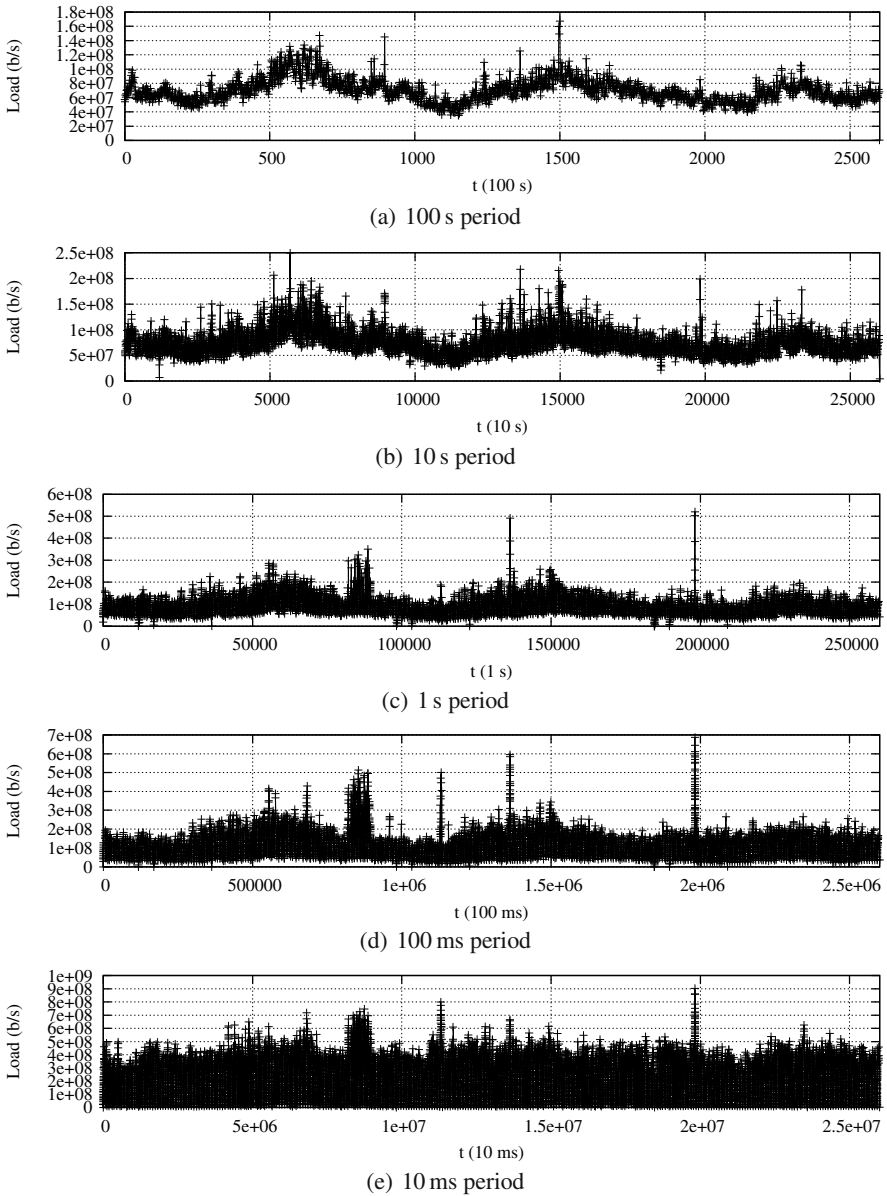 1.8e+08
1.6e+08
1.4e+08
1.2e+08
1e+08
8e+07
6e+07
4e+07
2e+07
0
Load (b/s)
0 500 1000 1500 2000 2500
t (100 s)
(a) 100 s period
2.5e+08
2e+08
1.5e+08
1e+08
5e+07
0
Load (b/s)
0 5000 10000 15000 20000 25000
t (10 s)
(b) 10 s period
6e+08
5e+08
4e+08
3e+08
2e+08
1e+08
0
Load (b/s)
0 50000 100000 150000 200000 250000
t (1 s)
(c) 1 s period
7e+08
6e+08
5e+08
4e+08
3e+08
2e+08
1e+08
0
Load (b/s)
0 500000 1e+06 1.5e+06 2e+06 2.5e+06
t (100 ms)
(d) 100 ms period
1e+09
9e+08
8e+08
7e+08
6e+08
5e+08
4e+08
3e+08
2e+08
1e+08
0
Load (b/s)
0 5e+06 1e+07 1.5e+07 2e+07 2.5e+07
t (10 ms)
(e) 10 ms period